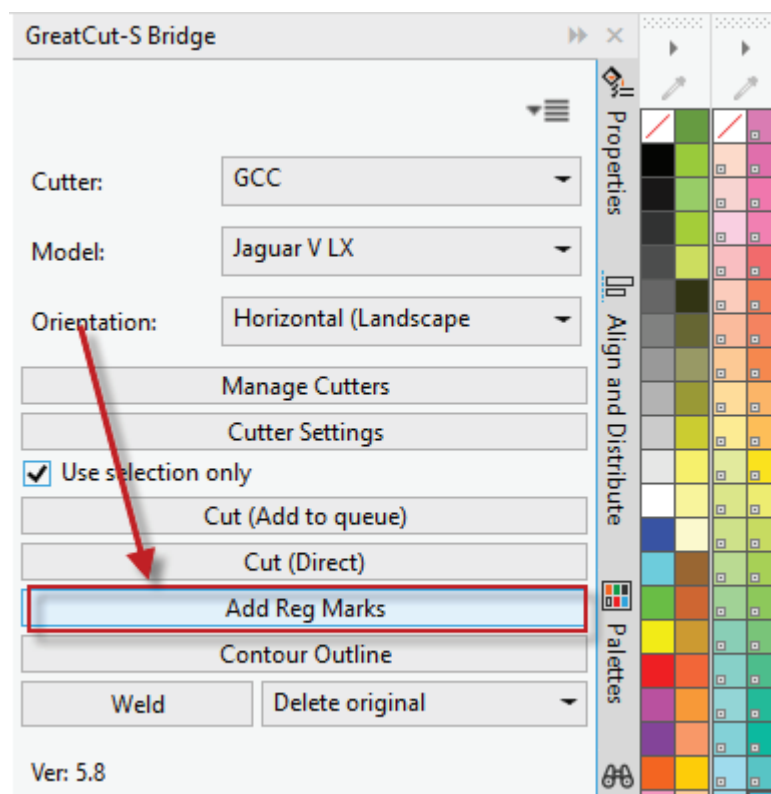 GreatCut-S Bridge
Cutter: GCC
Model: Jaguar V LX
Orientation: Horizontal (Landscape
Manage Cutters
Cutter Settings
Use selection only
Cut (Add to queue)
Cut (Direct)
Add Reg Marks
Contour Outline
Weld Delete original
Ver: 5.8
Properties
Align and Distribute
Palettes